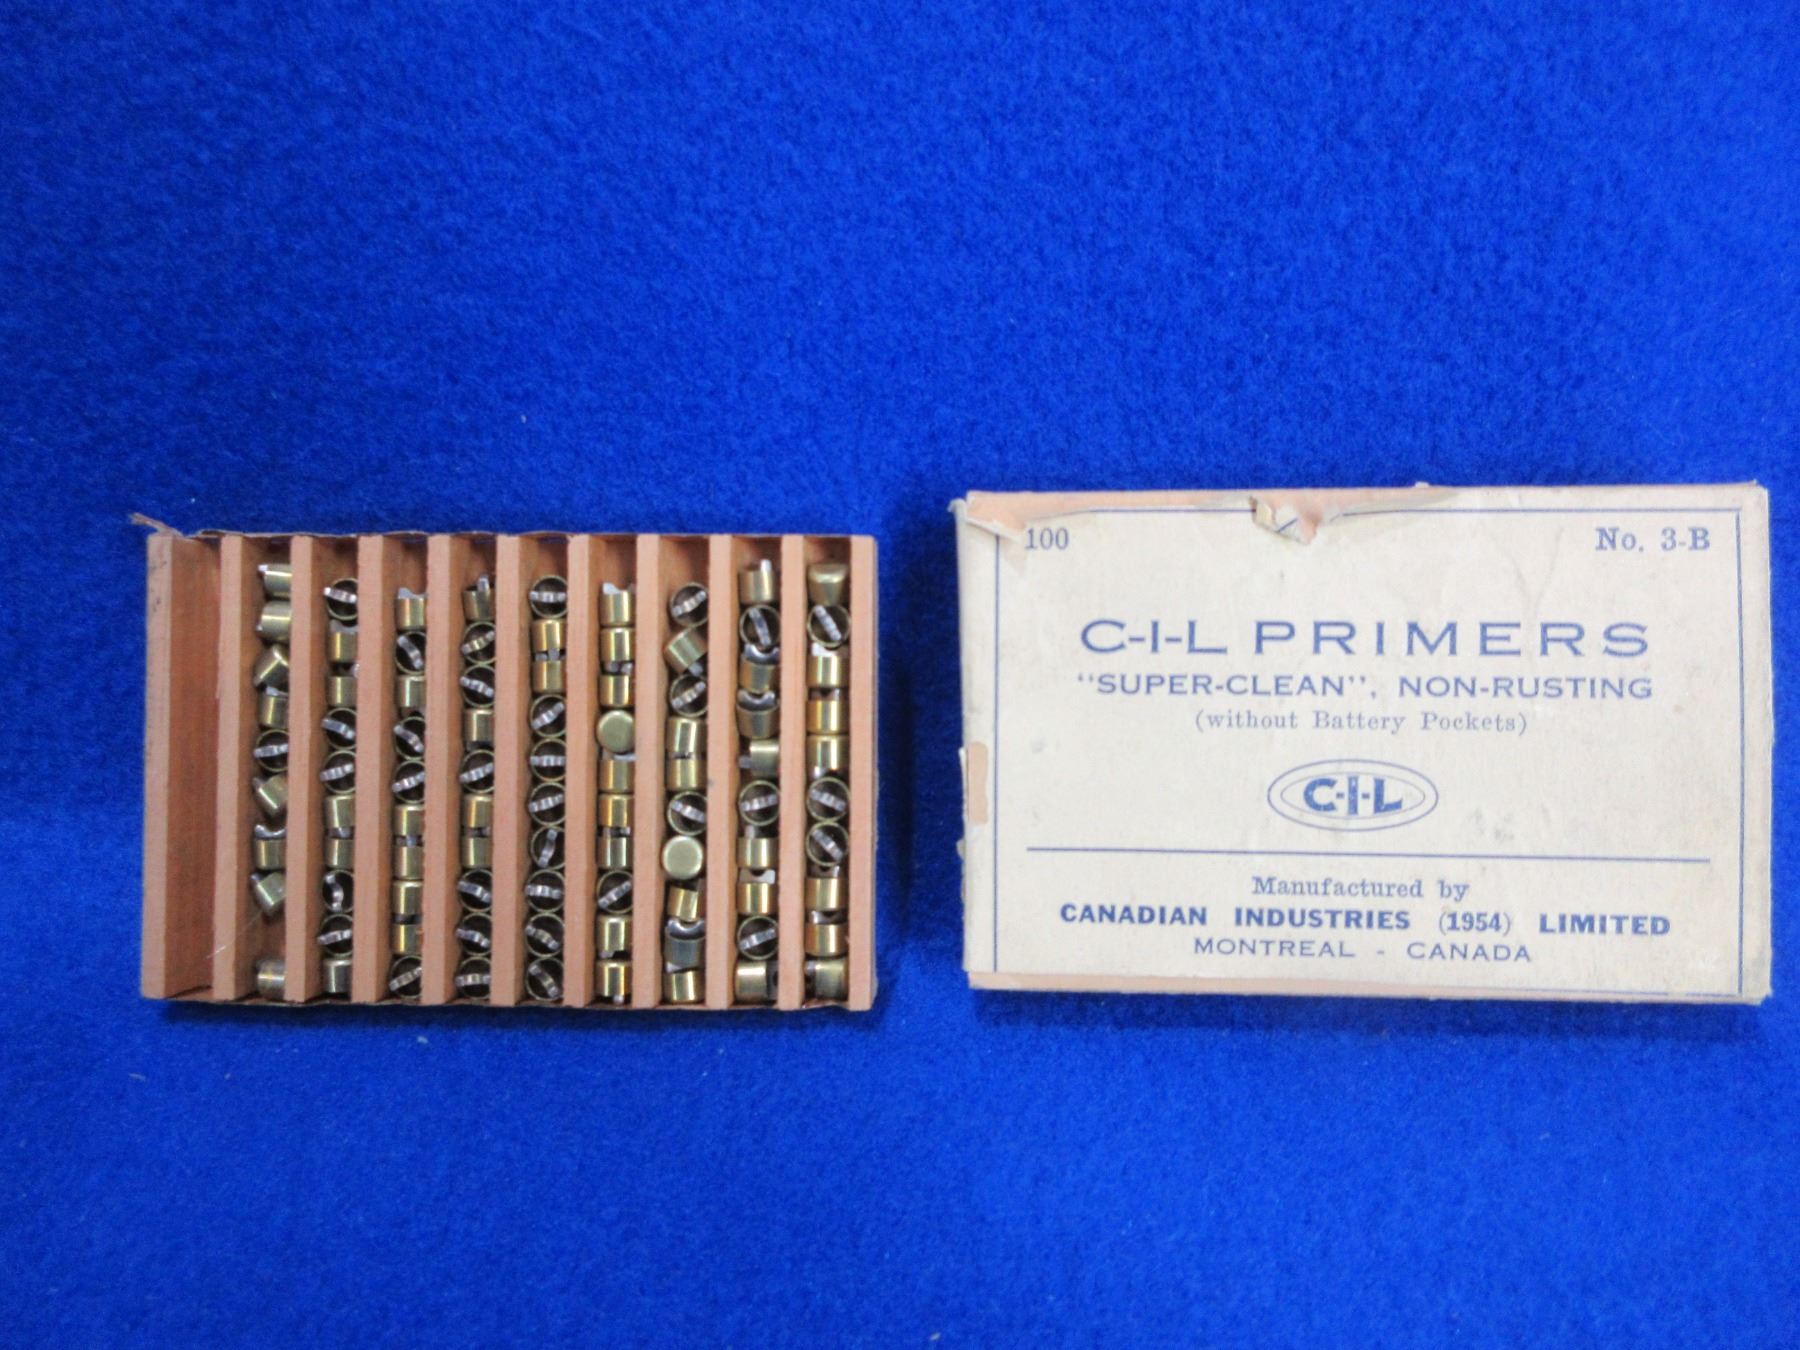 100 No. 3-B
C-I-L PRIMERS
"SUPER-CLEAN", NON-RUSTING
(without Battery Pockets)
C-I-L
Manufactured by
CANADIAN INDUSTRIES (1954) LIMITED
MONTREAL - CANADA